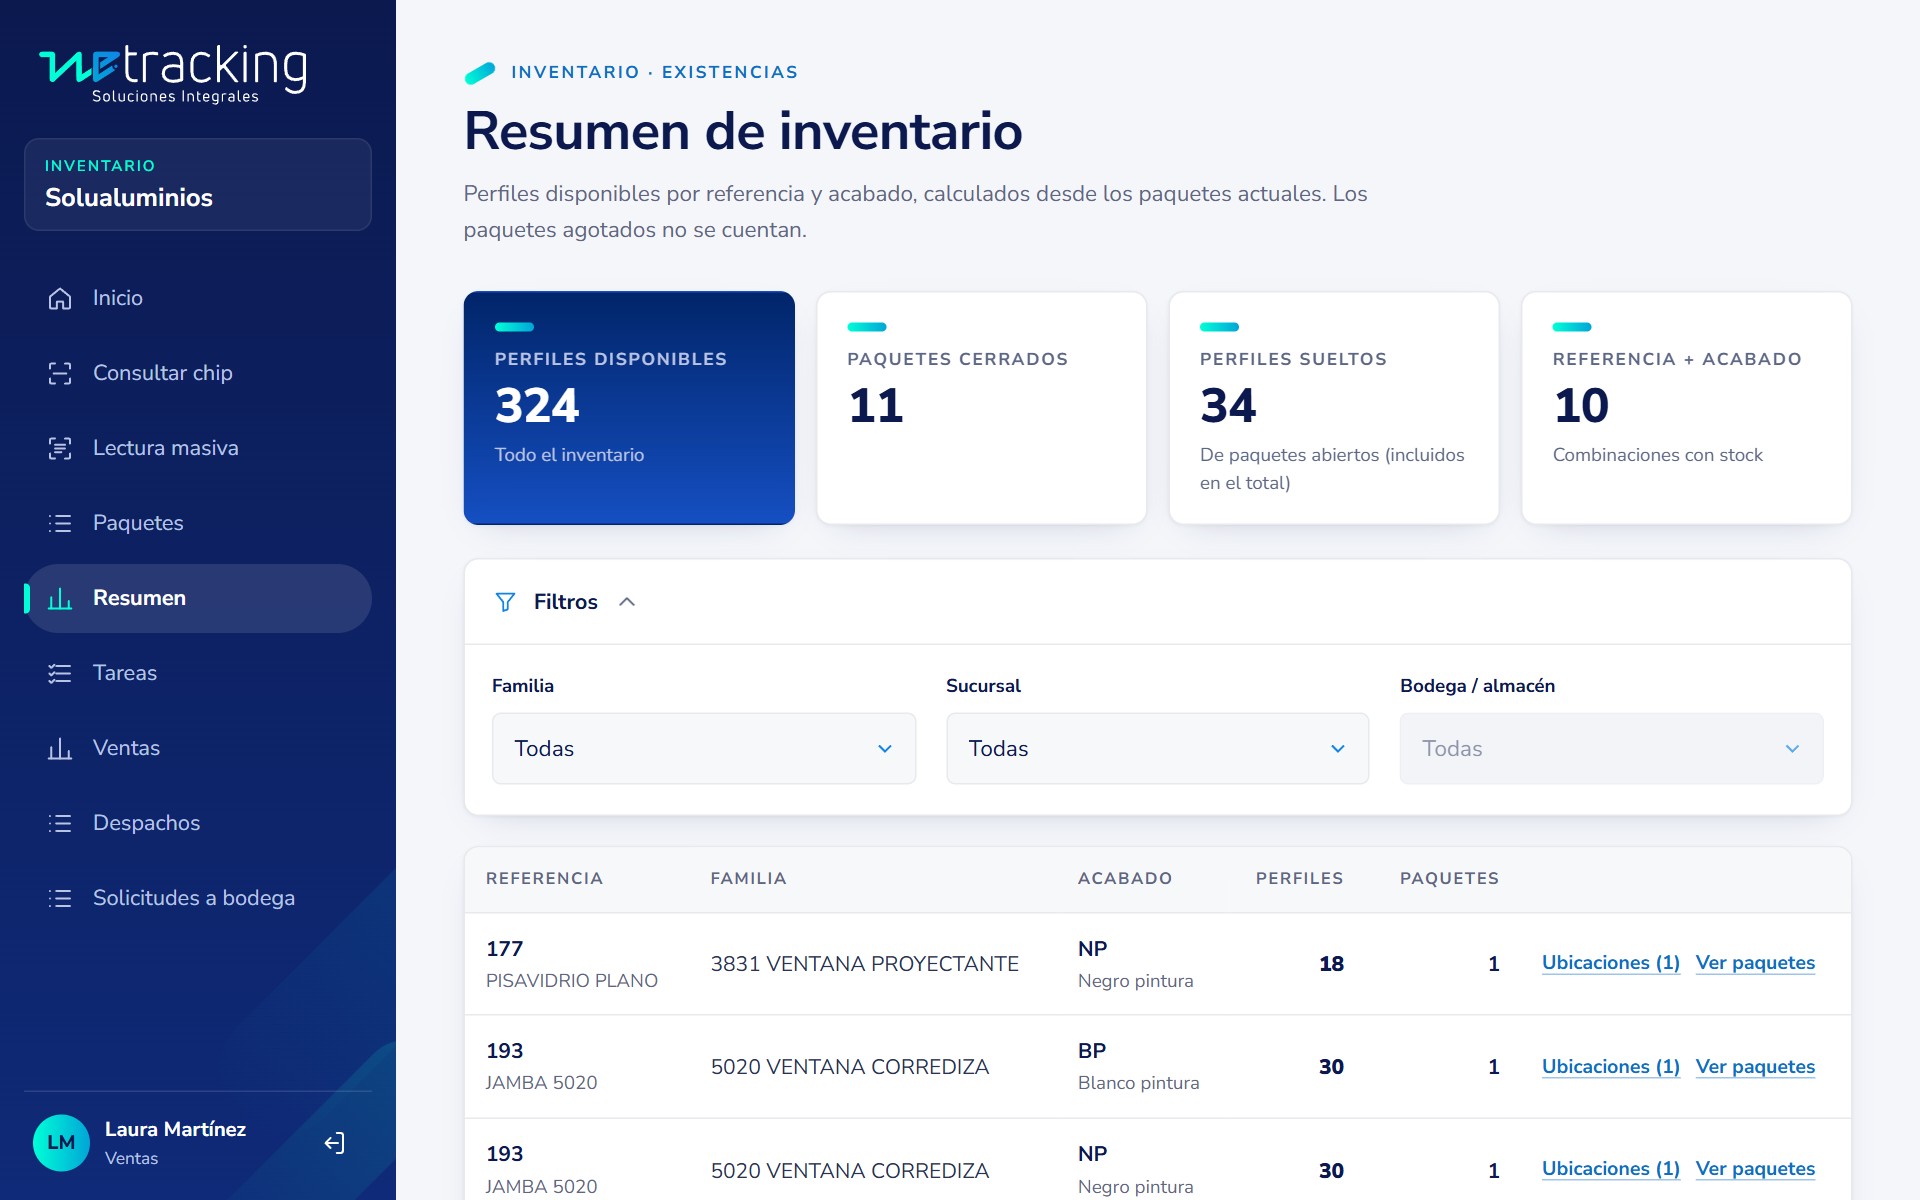 wetracking
Soluciones Integrales
INVENTARIO
Solualuminios
Inicio
Consultar chip
Lectura masiva
Paquetes
Resumen
Tareas
Ventas
Despachos
Solicitudes a bodega
LM
Laura Martínez
Ventas
INVENTARIO · EXISTENCIAS
Resumen de inventario
Perfiles disponibles por referencia y acabado, calculados desde los paquetes actuales. Los
paquetes agotados no se cuentan.
PERFILES DISPONIBLES
324
Todo el inventario
PAQUETES CERRADOS
11
PERFILES SUELTOS
34
De paquetes abiertos (incluidos
en el total)
REFERENCIA + ACABADO
10
Combinaciones con stock
Filtros
Familia
Todas
Sucursal
Todas
Bodega / almacén
Todas
REFERENCIA FAMILIA ACABADO PERFILES PAQUETES
177
PISAVIDRIO PLANO
3831 VENTANA PROYECTANTE
NP
Negro pintura
18
1
Ubicaciones (1) Ver paquetes
193
JAMBA 5020
5020 VENTANA CORREDIZA
BP
Blanco pintura
30
1
Ubicaciones (1) Ver paquetes
193
JAMBA 5020
5020 VENTANA CORREDIZA
NP
Negro pintura
30
1
Ubicaciones (1) Ver paquetes